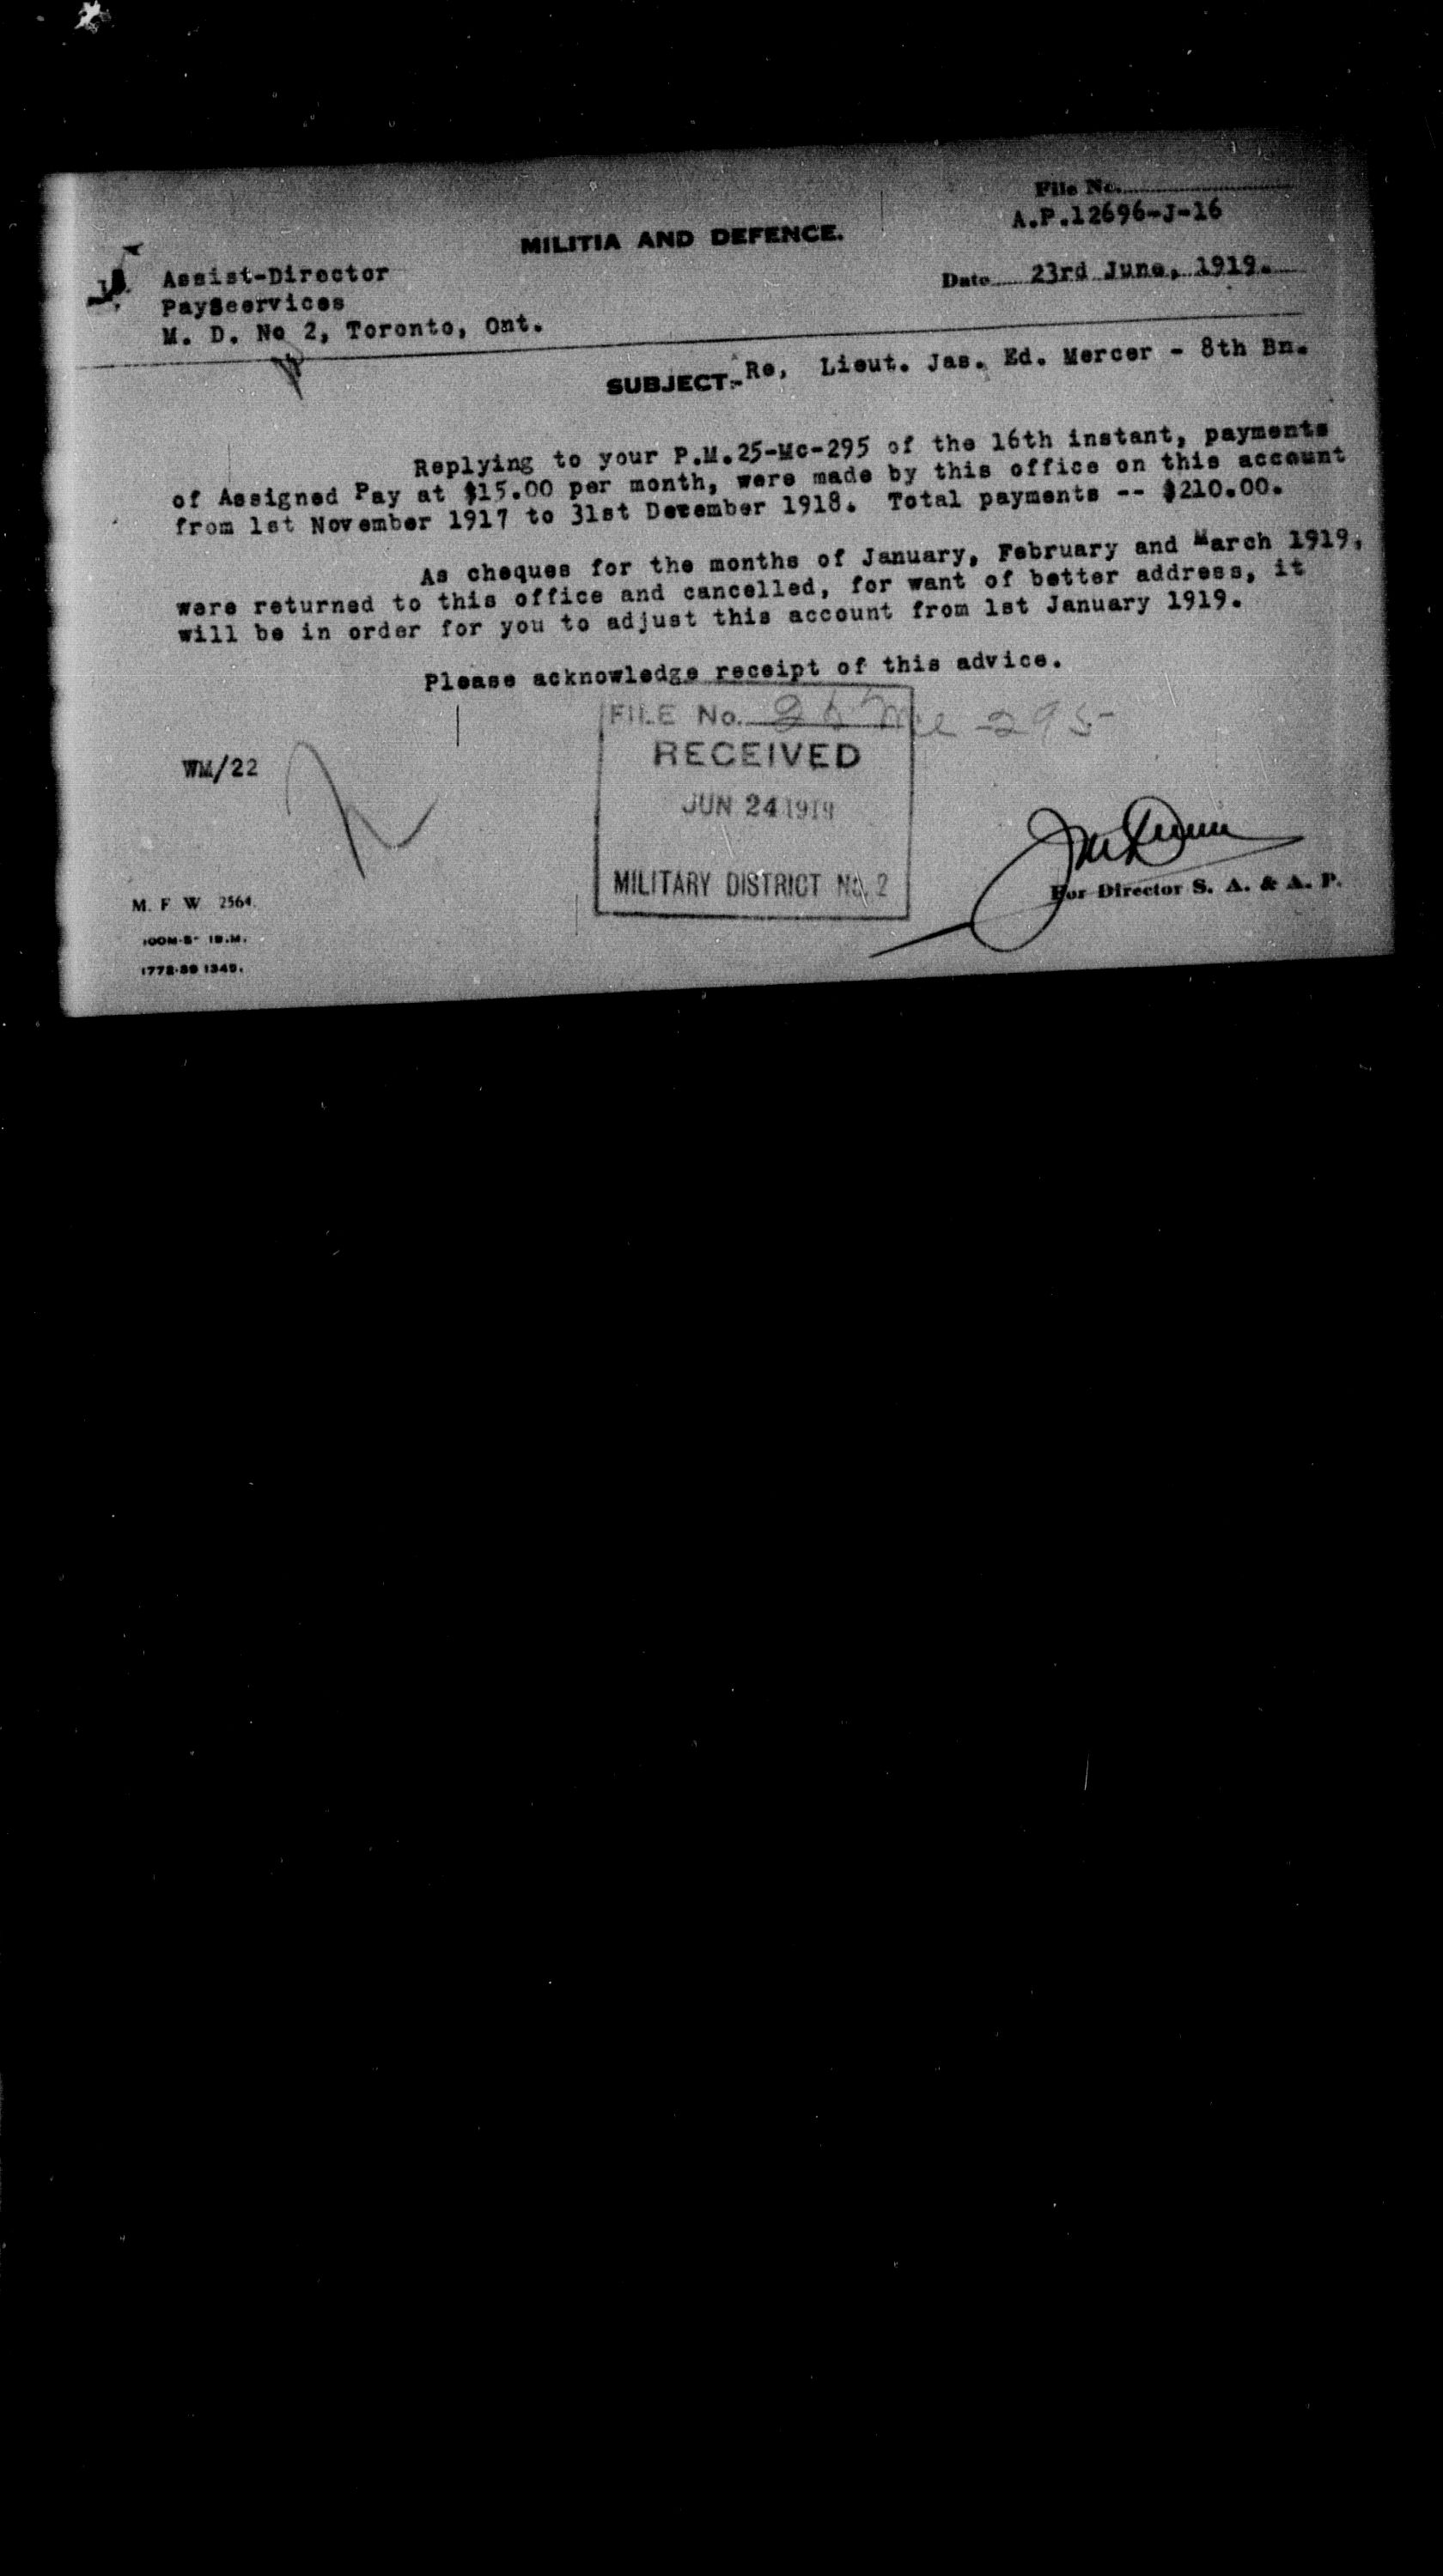 File No.
A.P.12696-J-16
MILITIA AND DEFENCE.
Assist-Director
Date 23rd June, 1919.
PaySeervices
M. D. No 2, Toronto, Ont.
SUBJECT:- Re, Lieut. Jas. Ed. Mercer - 8th Bn.
Replying to your P.M.25-Mc-295 of the 16th instant, payments
of Assigned Pay at $15.00 per month, were made by this office on this account
from 1st November 1917 to 31st December 1918. Total payments -- $210.00.
As cheques for the months of January, February and March 1919,
were returned to this office and cancelled, for want of better address, it
will be in order for you to adjust this account from 1st January 1919.
Please acknowledge receipt of this advice.
FILE No. 295
RECEIVED
WM/22
JUN 24 1919
MILITARY DISTRICT No. 2
For Director S. A. & A. P.
M. F. W. 2564.
1772-39 1349.